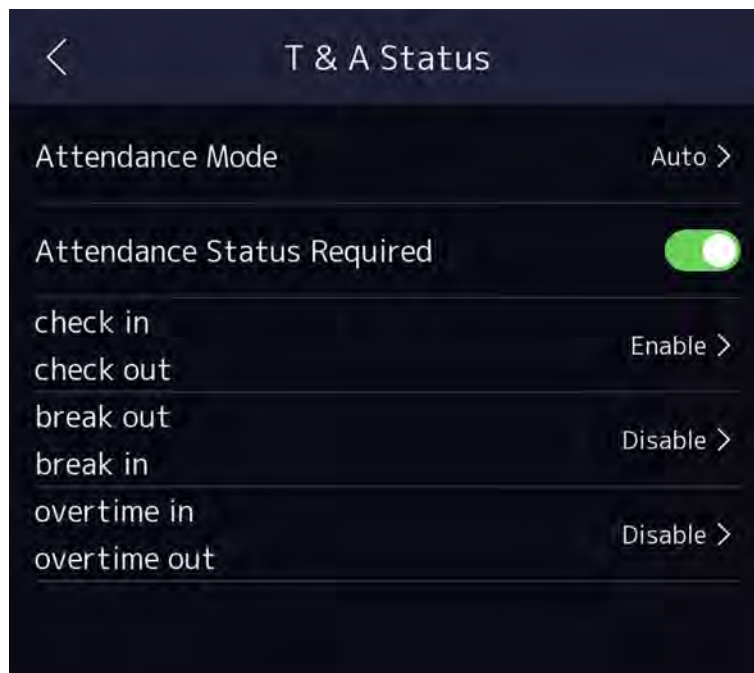 T & A Status
Attendance Mode
Auto
Attendance Status Required
check in
check out
Enable
break out
break in
Disable
overtime in
overtime out
Disable